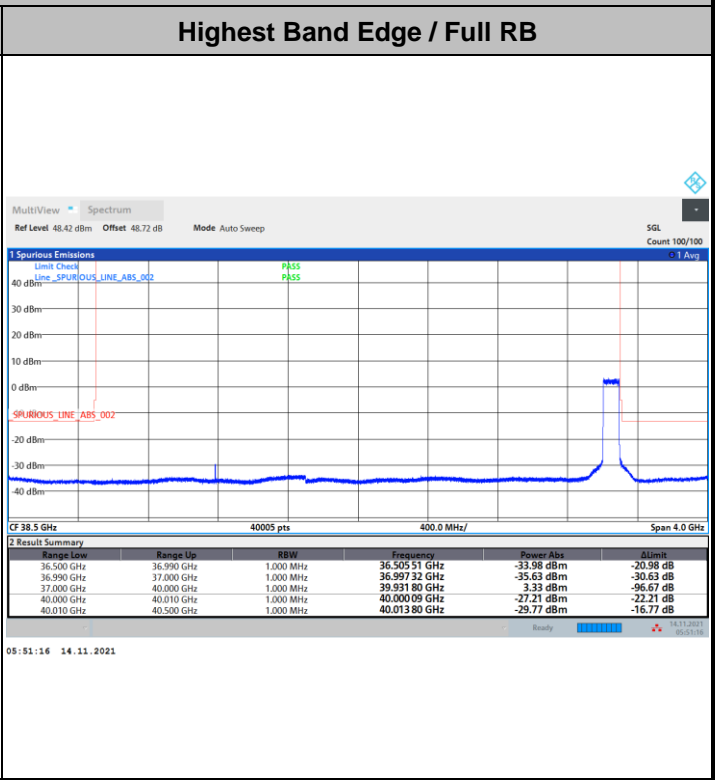 Highest Band Edge / Full RB
MultiView Spectrum
Ref Level 48.42 dBm Offset 48.72 dB Mode Auto Sweep SGL
Count 100/100
1 Spurious Emissions 1 Avg
Limit Check PASS
Line _SPURIOUS_LINE_ABS_002 PASS
40 dBm
30 dBm
20 dBm
10 dBm
0 dBm
_SPURIOUS_LINE_ABS_002
-20 dBm
-30 dBm
-40 dBm
CF 38.5 GHz 40005 pts 400.0 MHz/ Span 4.0 GHz
2 Result Summary
Range Low Range Up RBW Frequency Power Abs ΔLimit
36.500 GHz 36.990 GHz 1.000 MHz 36.505 51 GHz -33.98 dBm -20.98 dB
36.990 GHz 37.000 GHz 1.000 MHz 36.997 32 GHz -35.63 dBm -30.63 dB
37.000 GHz 40.000 GHz 1.000 MHz 39.931 80 GHz 3.33 dBm -96.67 dB
40.000 GHz 40.010 GHz 1.000 MHz 40.000 09 GHz -27.21 dBm -22.21 dB
40.010 GHz 40.500 GHz 1.000 MHz 40.013 80 GHz -29.77 dBm -16.77 dB
Ready 14.11.2021
05:51:16
05:51:16 14.11.2021